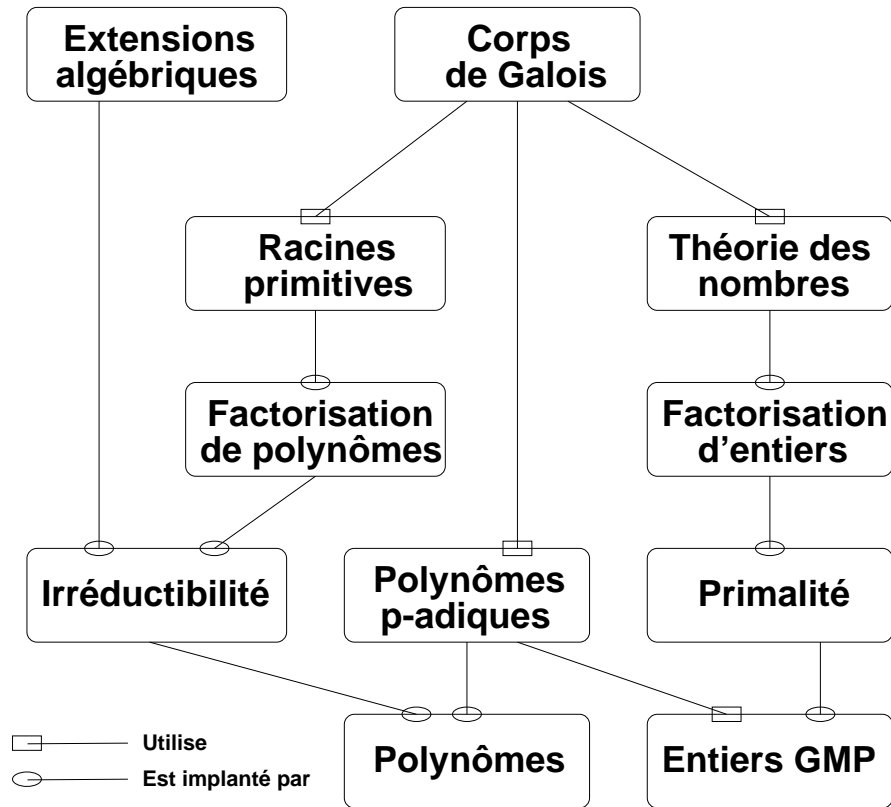 Extensions
algébriques
Corps
de Galois
Racines
primitives
Théorie des
nombres
Factorisation
de polynômes
Factorisation
d'entiers
Irréductibilité
Polynômes
p-adiques
Primalité
Polynômes
Entiers GMP
Utilise
Est implanté par